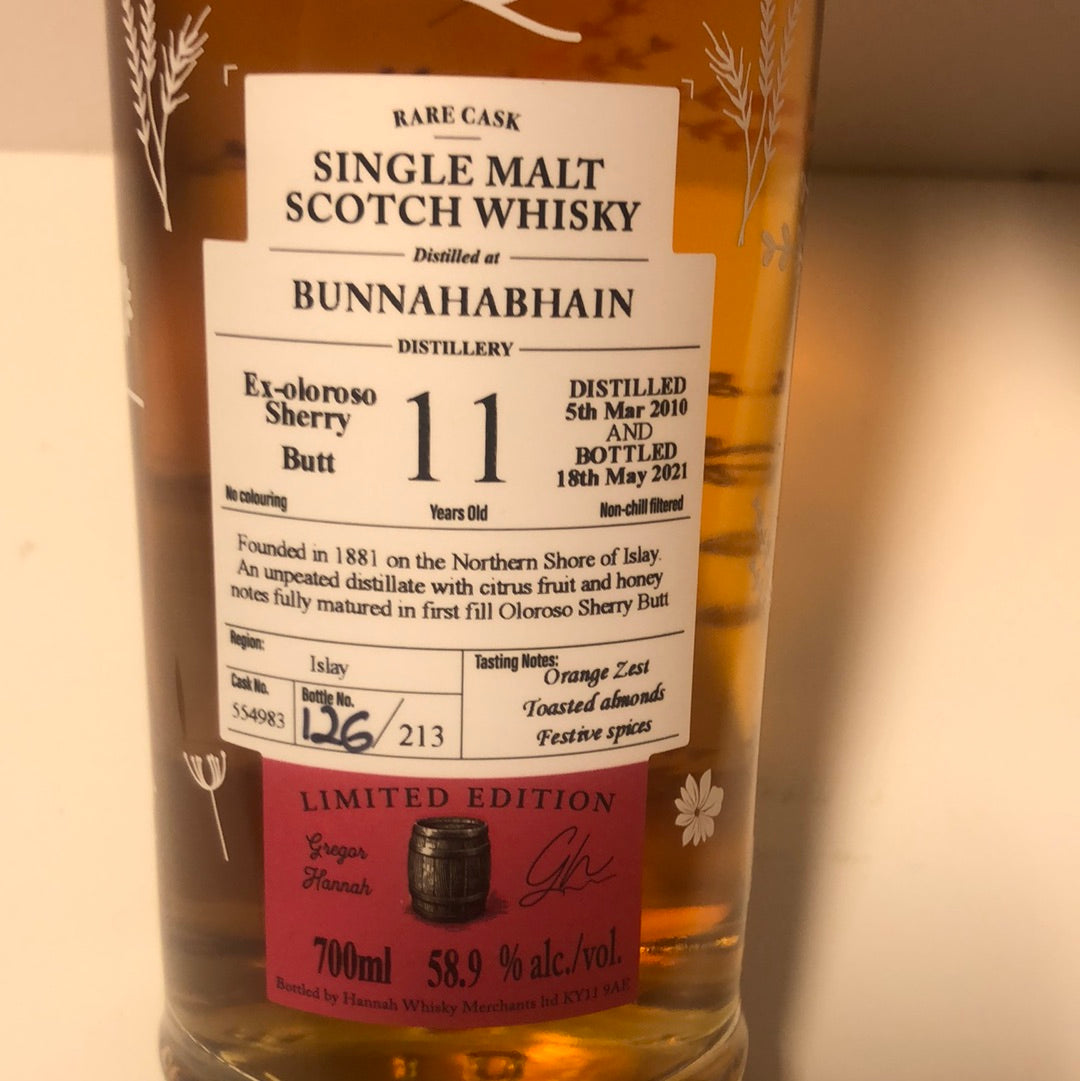 RARE CASK
SINGLE MALT
SCOTCH WHISKY
Distilled at
BUNNAHABHAIN
DISTILLERY
Ex-oloroso
Sherry
Butt
No colouring
11
Years Old
DISTILLED
5th Mar 2010
AND
BOTTLED
18th May 2021
Non-chill filtered
Founded in 1881 on the Northern Shore of Islay.
An unpeated distillate with citrus fruit and honey
notes fully matured in first fill Oloroso Sherry Butt
Region:
Islay
Cask No.
554983
Bottle No.
126/213
Tasting Notes:
Orange Zest
Toasted almonds
Festive spices
LIMITED EDITION
Gregor
Hannah
Gh
700ml 58.9 % alc./vol.
Bottled by Hannah Whisky Merchants ltd KY11 9AE